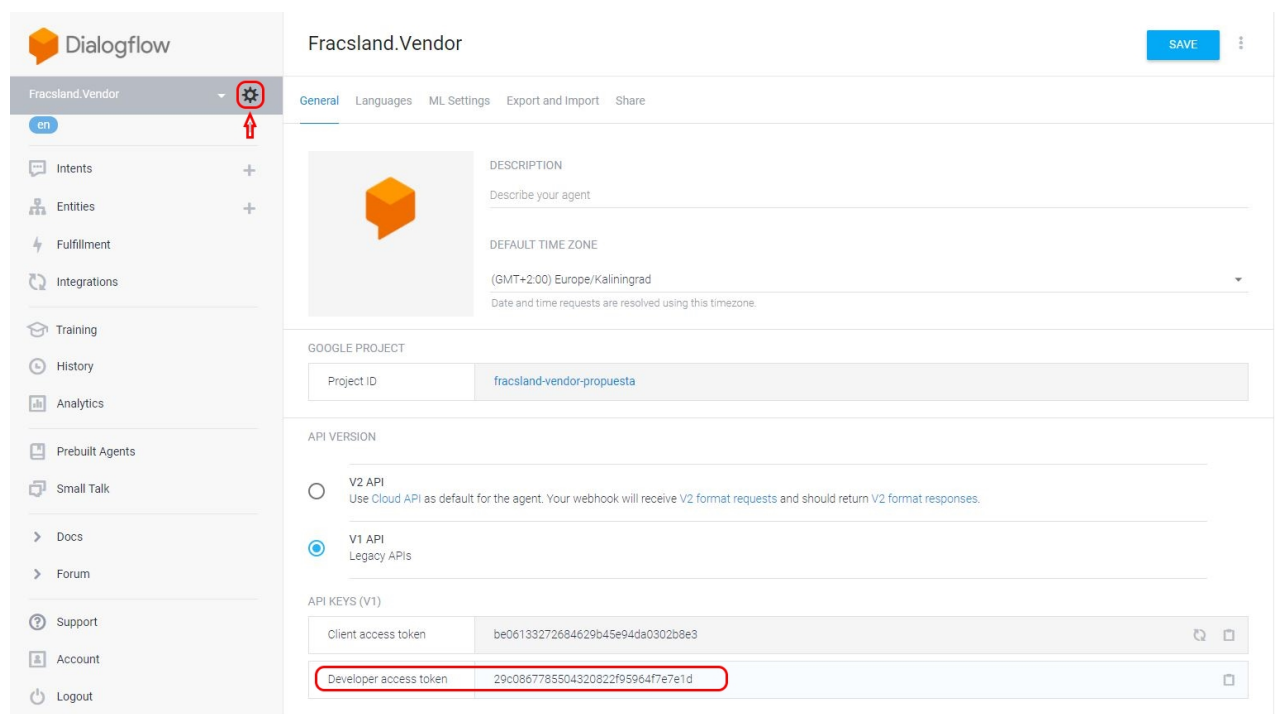 Dialogflow
Fracsland.Vendor
en
Intents
Entities
Fulfillment
Integrations
Training
History
Analytics
Prebuilt Agents
Small Talk
Docs
Forum
Support
Account
Logout
Fracsland.Vendor
SAVE
General Languages ML Settings Export and Import Share
DESCRIPTION
Describe your agent
DEFAULT TIME ZONE
(GMT+2:00) Europe/Kaliningrad
Date and time requests are resolved using this timezone.
GOOGLE PROJECT
Project ID fracsland-vendor-propuesta
API VERSION
V2 API
Use Cloud API as default for the agent. Your webhook will receive V2 format requests and should return V2 format responses.
V1 API
Legacy APIs
API KEYS (V1)
Client access token be06133272684629b45e94da0302b8e3
Developer access token 29c0867785504320822f95964f7e7e1d